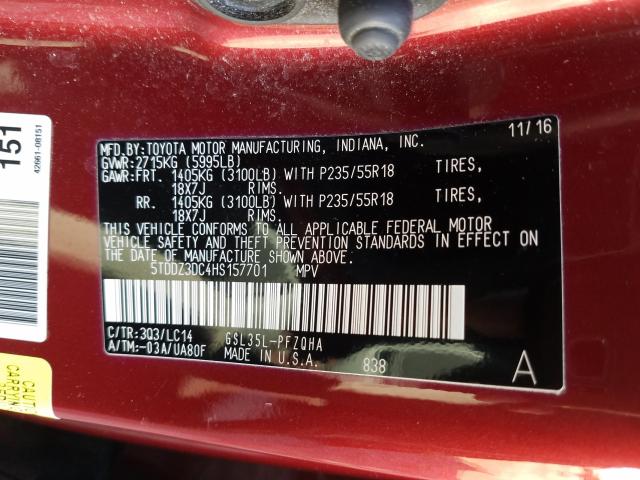 11/16
MFD.BY:TOYOTA MOTOR MANUFACTURING, INDIANA, INC.
GVWR:2715KG (5995LB)
GAWR:FRT. 1405KG (3100LB) WITH P235/55R18 TIRES,
18X7J RIMS.
RR. 1405KG (3100LB) WITH P235/55R18 TIRES,
18X7J RIMS.
THIS VEHICLE CONFORMS TO ALL APPLICABLE FEDERAL MOTOR
VEHICLE SAFETY AND THEFT PREVENTION STANDARDS IN EFFECT ON
THE DATE OF MANUFACTURE SHOWN ABOVE.
5TDDZ3DC4HS157701 MPV
C/TR:3Q3/LC14 GSL35L-PFZQHA
A/TM:-03A/UA80F MADE IN U.S.A. 838
A
151
42661-08151